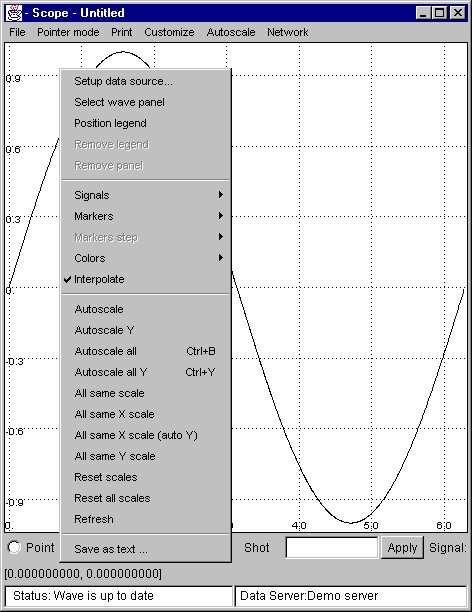 - Scope - Untitled
File Pointer mode Print Customize Autoscale Network
0.9
0.6
0.3
0.
-0.3
-0.6
-0.9
Setup data source...
Select wave panel
Position legend
Remove legend
Remove panel
Signals
Markers
Markers step
Colors
Interpolate
Autoscale
Autoscale Y
Autoscale all Ctrl+B
Autoscale all Y Ctrl+Y
All same scale
All same X scale
All same X scale (auto Y)
All same Y scale
Reset scales
Reset all scales
Refresh
Save as text ...
0. 4.0 5.0 6.0
Point Shot Apply Signal:
[0.000000000, 0.000000000]
Status: Wave is up to date Data Server:Demo server